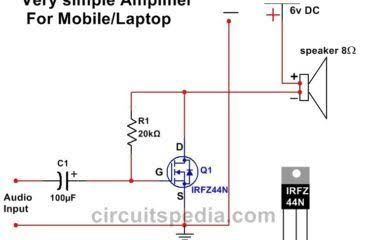 Very simple Amplifier
For Mobile/Laptop
6v DC
+
speaker 8Ω
+
−
R1
20kΩ
D
C1
G
Q1
IRFZ44N
+
100μF
Audio
Input
S
IRFZ
44N
circuitspedia.com